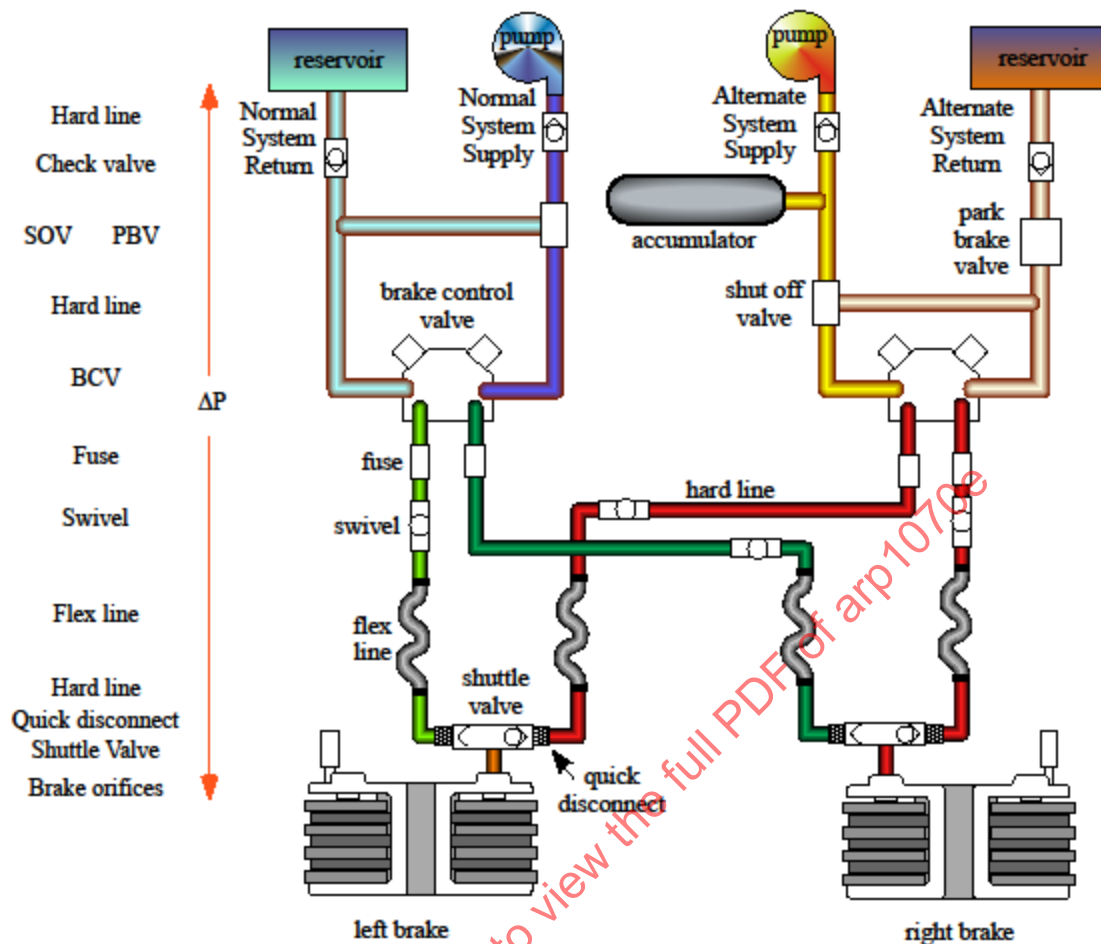 reservoir
pump
pump
reservoir
Normal
System
Return
Normal
System
Supply
Alternate
System
Supply
Alternate
System
Return
Hard line
Check valve
SOV PBV
accumulator
park
brake
valve
Hard line
brake control
valve
shut off
valve
BCV
ΔP
Fuse
fuse
hard line
Swivel
swivel
Flex line
flex
line
Hard line
Quick disconnect
Shuttle Valve
Brake orifices
shuttle
valve
quick
disconnect
left brake
right brake
to view the full PDF of arp1070e